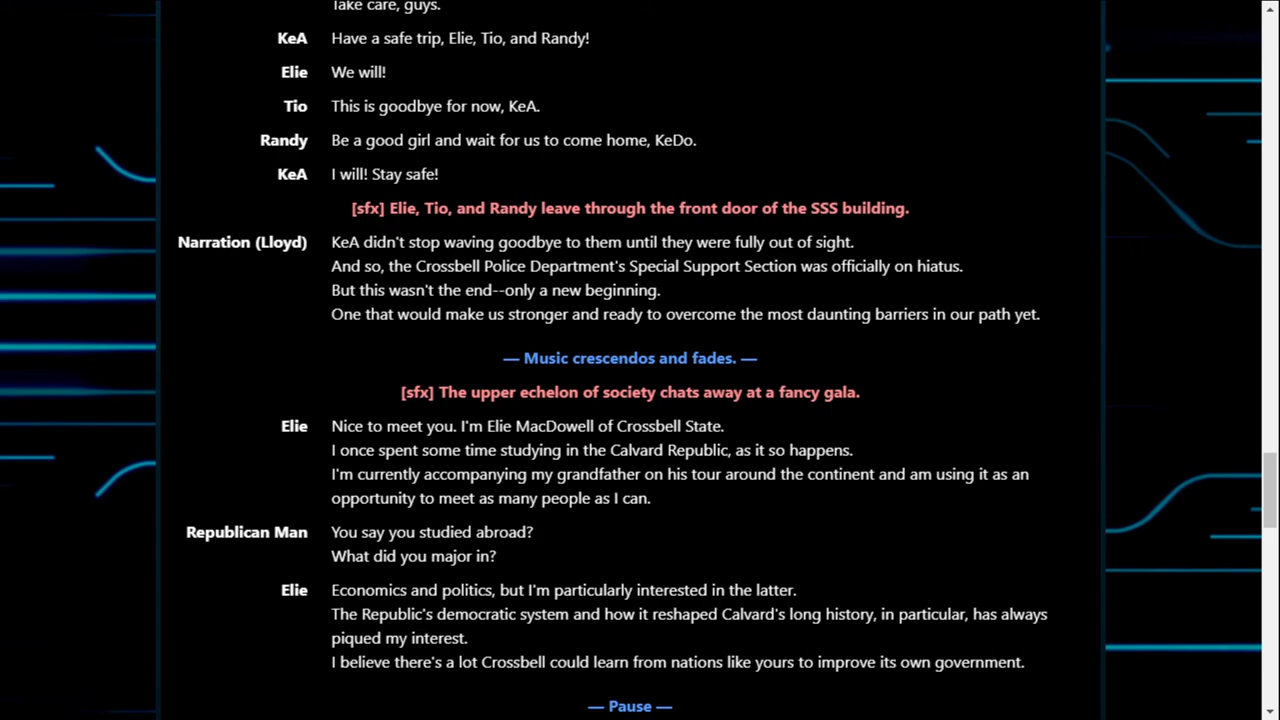 Take care, guys.
KeA Have a safe trip, Elie, Tio, and Randy!
Elie We will!
Tio This is goodbye for now, KeA.
Randy Be a good girl and wait for us to come home, KeDo.
KeA I will! Stay safe!
[sfx] Elie, Tio, and Randy leave through the front door of the SSS building.
Narration (Lloyd) KeA didn't stop waving goodbye to them until they were fully out of sight.
And so, the Crossbell Police Department's Special Support Section was officially on hiatus.
But this wasn't the end--only a new beginning.
One that would make us stronger and ready to overcome the most daunting barriers in our path yet.
— Music crescendos and fades. —
[sfx] The upper echelon of society chats away at a fancy gala.
Elie Nice to meet you. I'm Elie MacDowell of Crossbell State.
I once spent some time studying in the Calvard Republic, as it so happens.
I'm currently accompanying my grandfather on his tour around the continent and am using it as an
opportunity to meet as many people as I can.
Republican Man You say you studied abroad?
What did you major in?
Elie Economics and politics, but I'm particularly interested in the latter.
The Republic's democratic system and how it reshaped Calvard's long history, in particular, has always
piqued my interest.
I believe there's a lot Crossbell could learn from nations like yours to improve its own government.
— Pause —